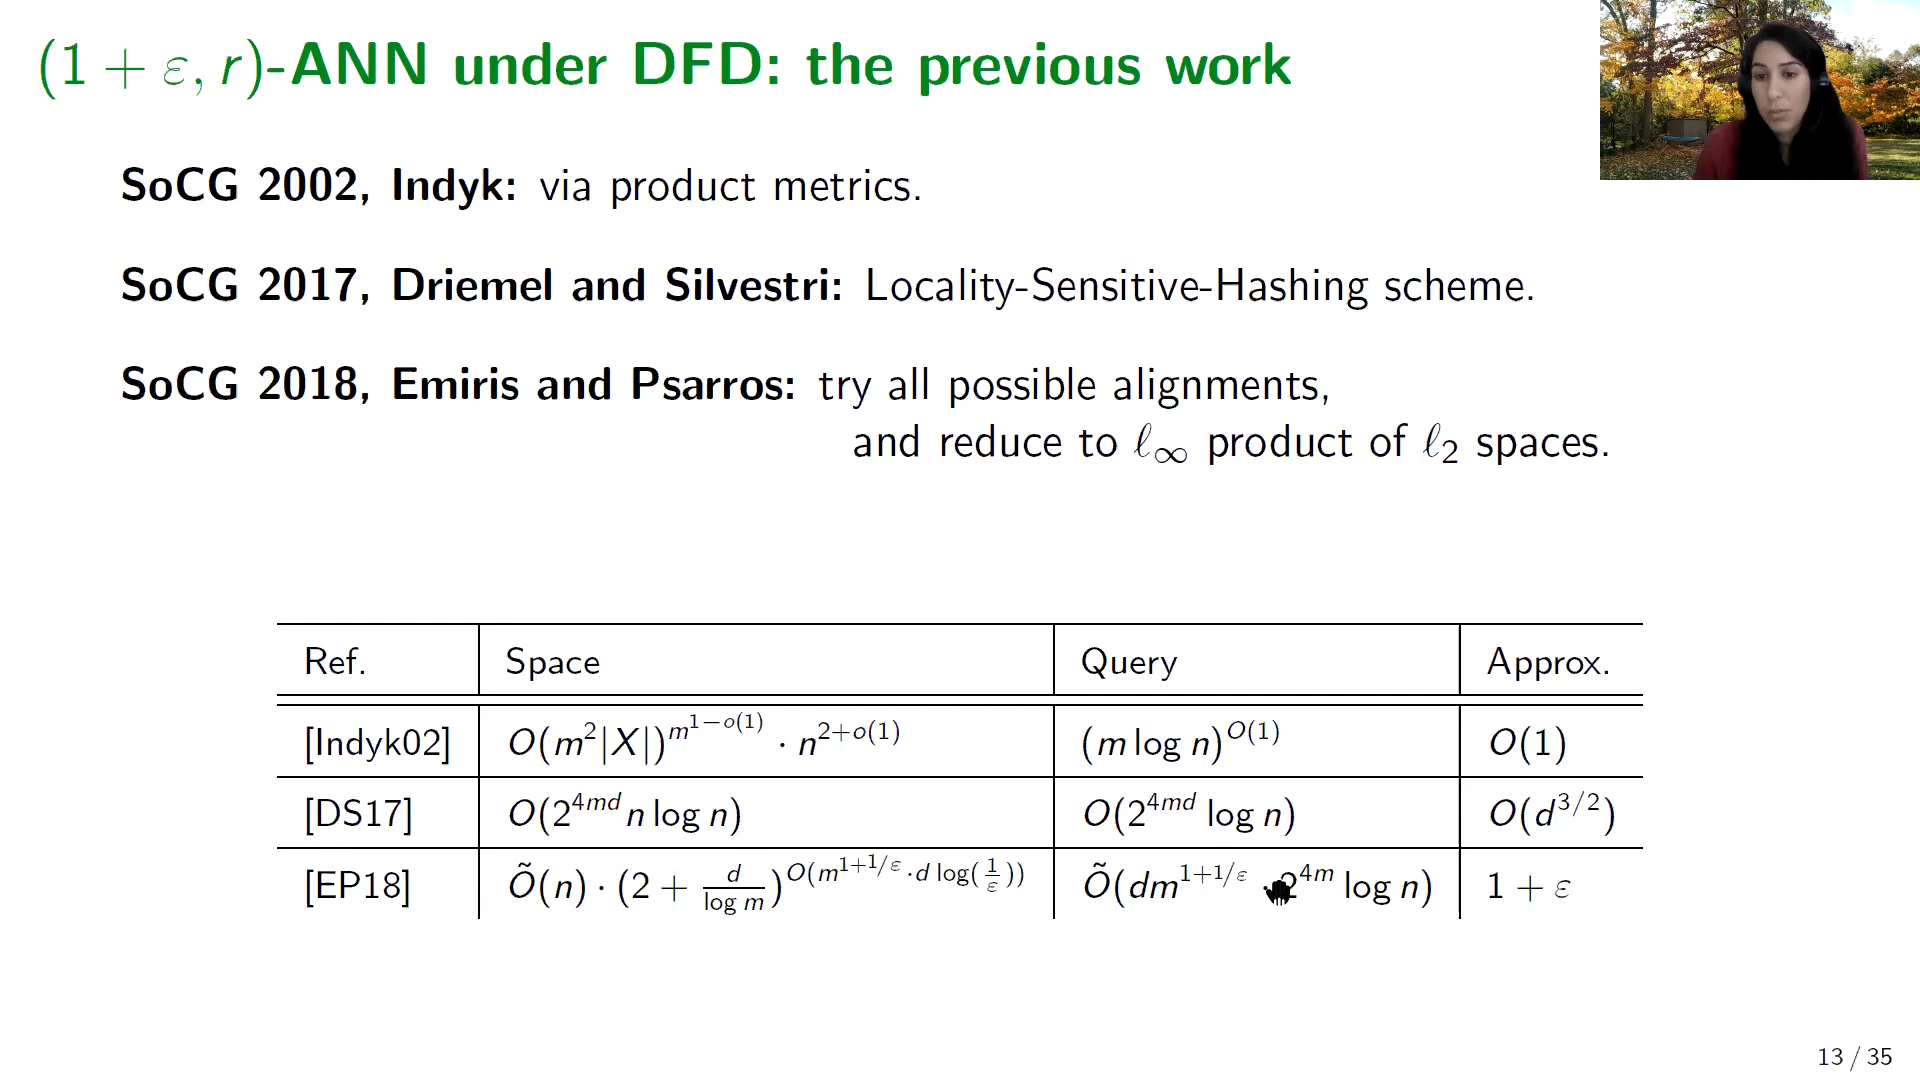 (1 + ε, r)-ANN under DFD: the previous work
SoCG 2002, Indyk: via product metrics.
SoCG 2017, Driemel and Silvestri: Locality-Sensitive-Hashing scheme.
SoCG 2018, Emiris and Psarros: try all possible alignments,
and reduce to ℓ∞ product of ℓ₂ spaces.
Ref. Space Query Approx.
[Indyk02] O(m²|X|)^{m^{1−o(1)}} · n^{2+o(1)} (m log n)^{O(1)} O(1)
[DS17] O(2^{4md} n log n) O(2^{4md} log n) O(d^{3/2})
[EP18] Õ(n) · (2 + d/log m)^{O(m^{1+1/ε} · d log(1/ε))} Õ(dm^{1+1/ε} · 2^{4m} log n) 1 + ε
13 / 35